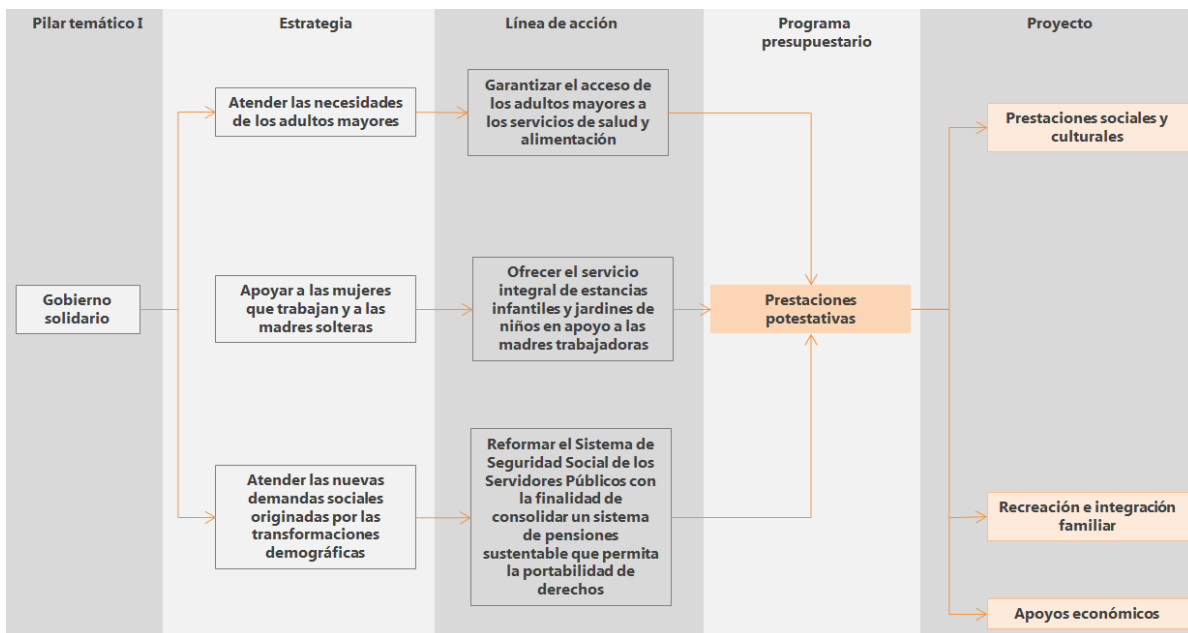 Pilar temático I
Estrategia
Línea de acción
Programa
presupuestario
Proyecto
Gobierno
solidario
Atender las necesidades
de los adultos mayores
Garantizar el acceso de
los adultos mayores a
los servicios de salud y
alimentación
Apoyar a las mujeres
que trabajan y a las
madres solteras
Ofrecer el servicio
integral de estancias
infantiles y jardines de
niños en apoyo a las
madres trabajadoras
Atender las nuevas
demandas sociales
originadas por las
transformaciones
demográficas
Reformar el Sistema de
Seguridad Social de los
Servidores Públicos con
la finalidad de
consolidar un sistema
de pensiones
sustentable que permita
la portabilidad de
derechos
Prestaciones
potestativas
Prestaciones sociales y
culturales
Recreación e integración
familiar
Apoyos económicos